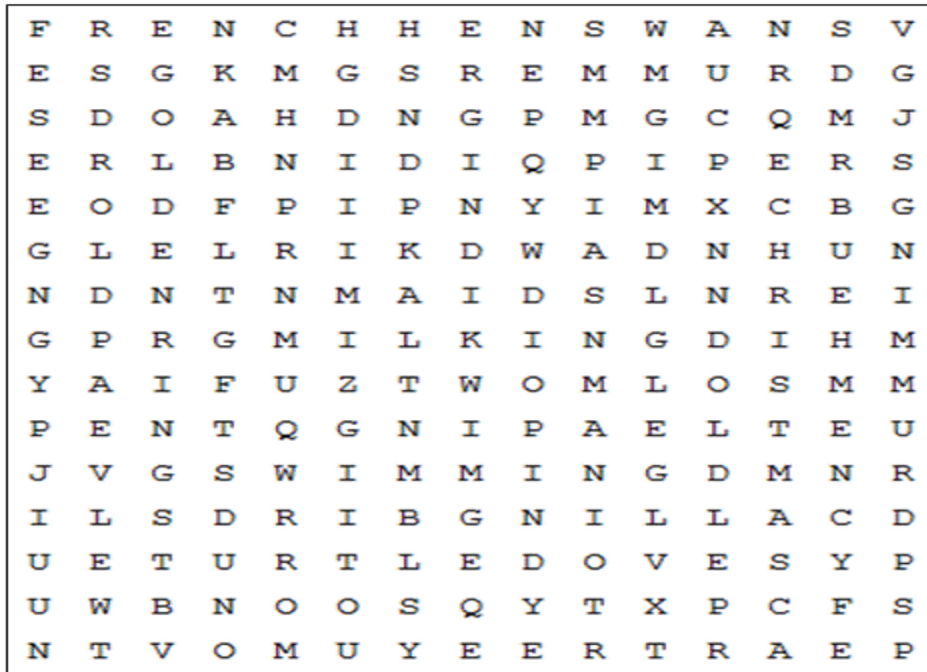 F R E N C H H E N S W A N S V
E S G K M G S R E M M U R D G
S D O A H D N G P M G C Q M J
E R L B N I D I Q P I P E R S
E O D F P I P N Y I M X C B G
G L E L R I K D W A D N H U N
N D N T N M A I D S L N R E I
G P R G M I L K I N G D I H M
Y A I F U Z T W O M L O S M M
P E N T Q G N I P A E L T E U
J V G S W I M M I N G D M N R
I L S D R I B G N I L L A C D
U E T U R T L E D O V E S Y P
U W B N O O S Q Y T X P C F S
N T V O M U Y E E R T R A E P